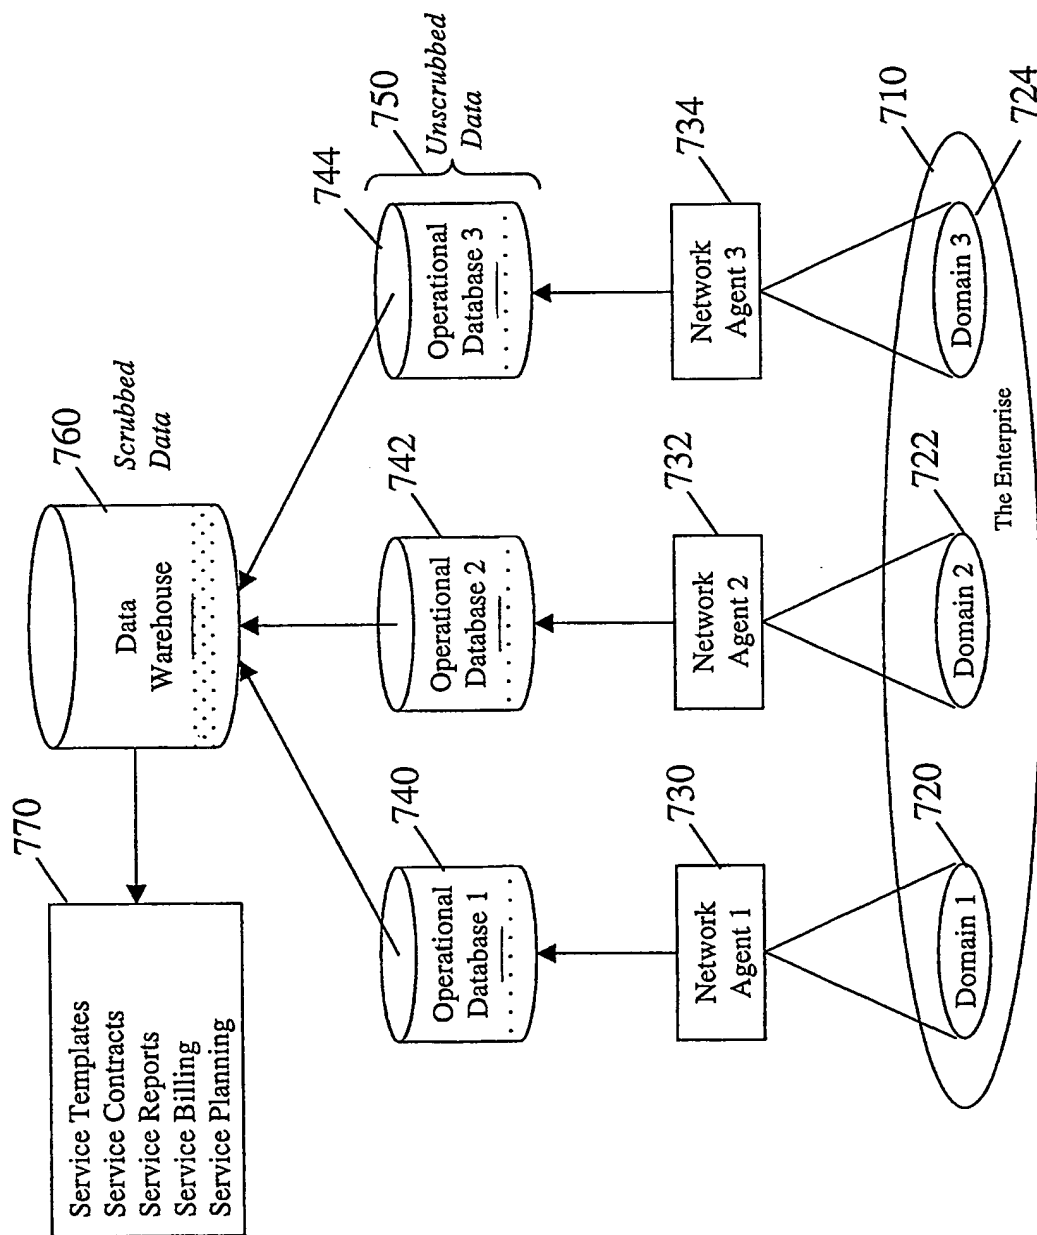 770
Service Templates
Service Contracts
Service Reports
Service Billing
Service Planning
760
Scrubbed
Data
Data
Warehouse
740
Operational
Database 1
742
Operational
Database 2
744
Operational
Database 3
750
Unscrubbed
Data
730
Network
Agent 1
732
Network
Agent 2
734
Network
Agent 3
720
Domain 1
722
Domain 2
710
724
Domain 3
The Enterprise